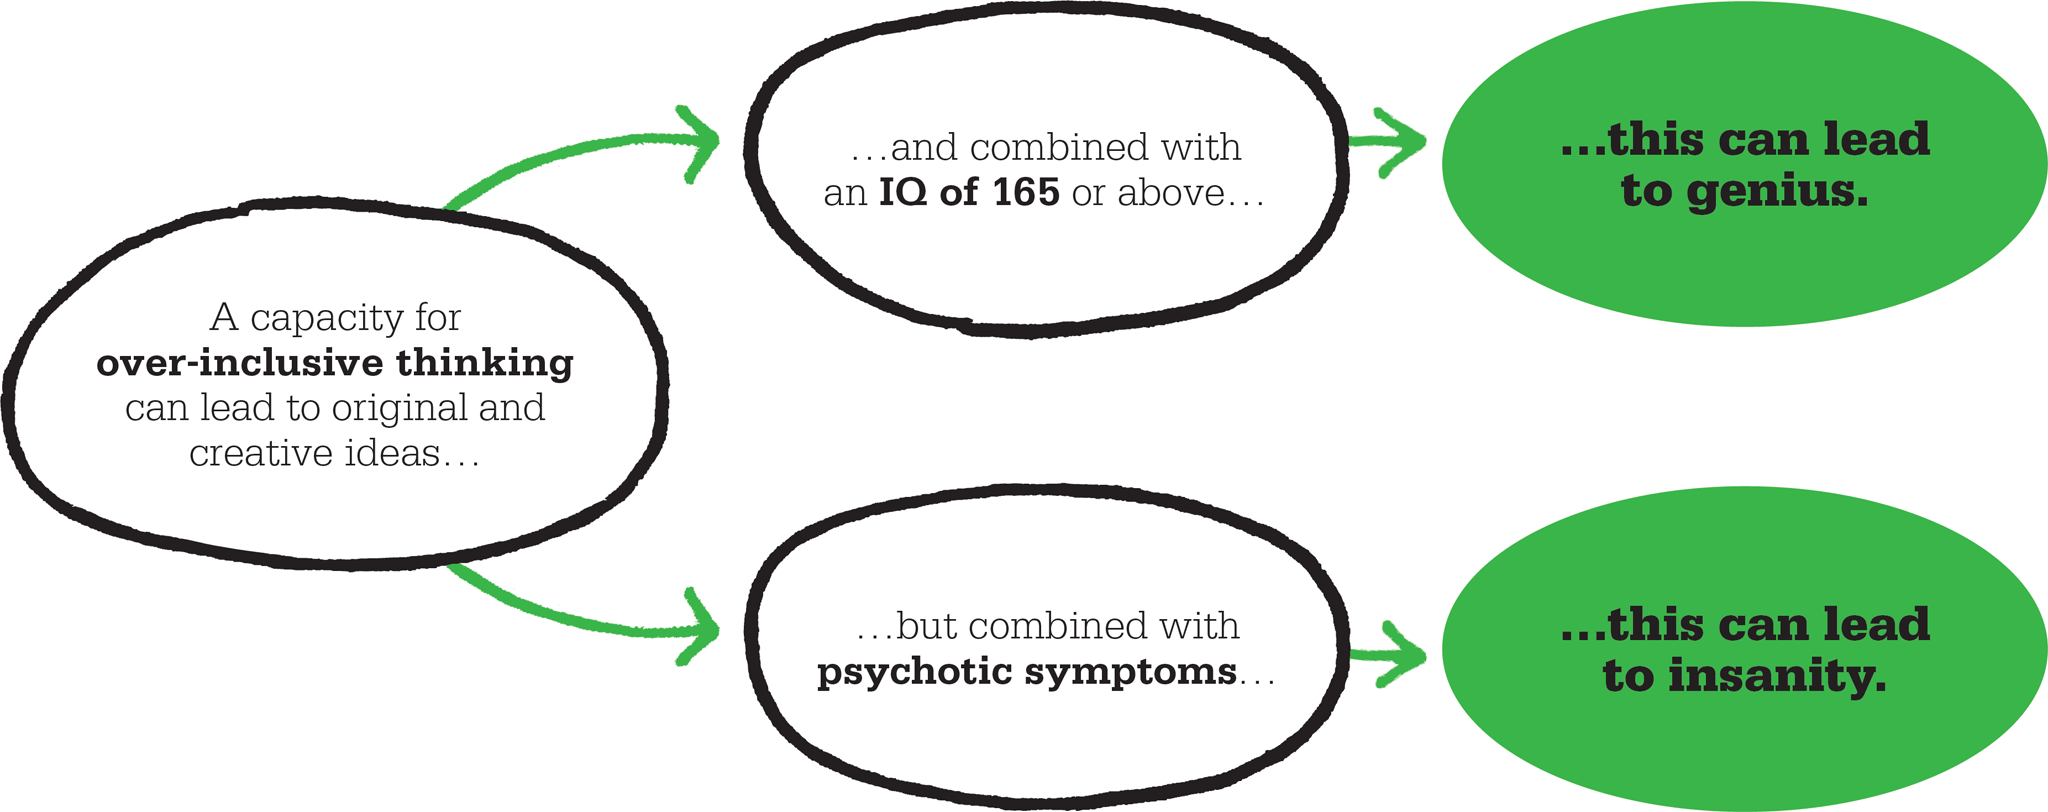 A capacity for
over-inclusive thinking
can lead to original and
creative ideas…
…and combined with
an IQ of 165 or above…
…this can lead
to genius.
…but combined with
psychotic symptoms…
…this can lead
to insanity.